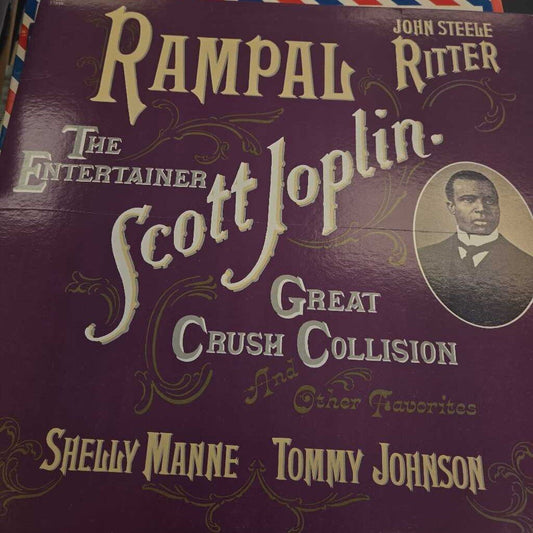 RAMPAL
JOHN STEELE
RITTER
THE
ENTERTAINER
Scott Joplin.
GREAT
CRUSH COLLISION
And
Other Favorites
SHELLY MANNE TOMMY JOHNSON